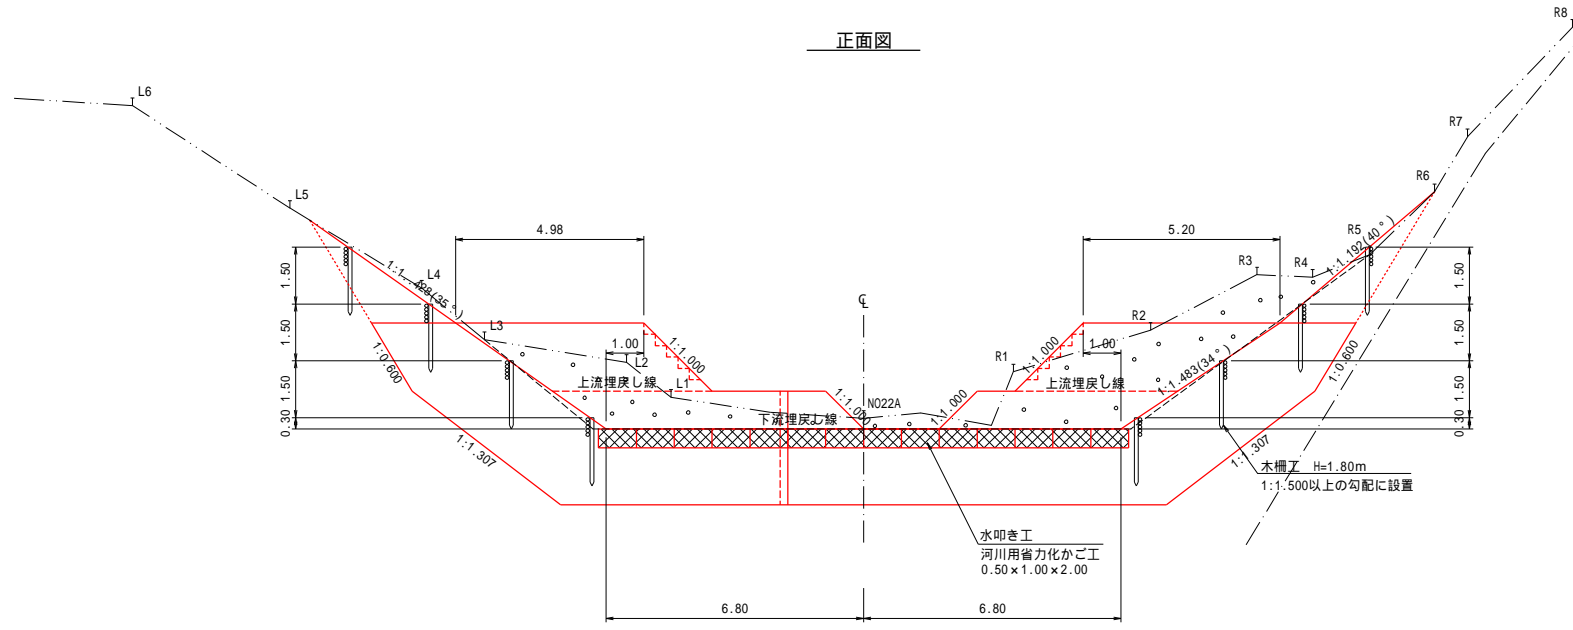 正面図
R8
L6
R7
R6
L5
R5
R4
R3
4.98
5.20
1:1.192(40°)
1:1.428(35°)
L4
L3
L2
L1
R2
R1
1.50
1.50
1.50
0.30
1.50
1.50
1.50
0.30
1.00
1.00
1:1.000
1:1.000
1:1.000
1:0.600
1:0.600
1:1.483(34°)
上流埋戻し線
上流埋戻し線
NO22A
下流埋戻し線
1:1.307
1:1.307
木柵工 H=1.80m
1:1.500以上の勾配に設置
水叩き工
河川用省力化かご工
0.50×1.00×2.00
6.80
6.80